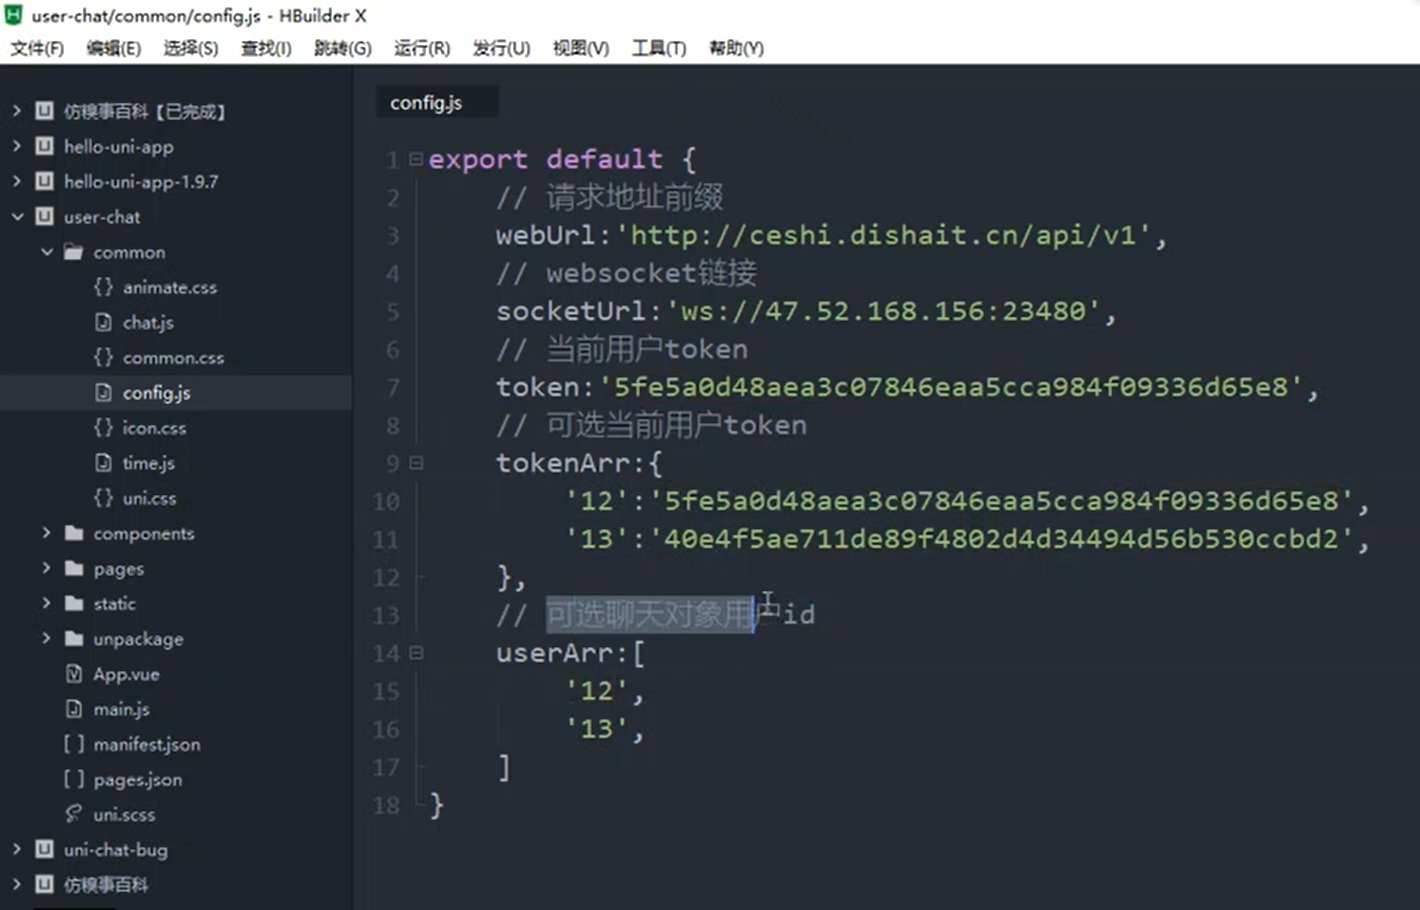 user-chat/common/config.js - HBuilder X
文件(F) 编辑(E) 选择(S) 查找(I) 跳转(G) 运行(R) 发行(U) 视图(V) 工具(T) 帮助(Y)
仿糗事百科【已完成】
hello-uni-app
hello-uni-app-1.9.7
user-chat
common
animate.css
chat.js
common.css
config.js
icon.css
time.js
uni.css
components
pages
static
unpackage
App.vue
main.js
manifest.json
pages.json
uni.scss
uni-chat-bug
仿糗事百科
config.js
1 export default {
2 // 请求地址前缀
3 webUrl:'http://ceshi.dishait.cn/api/v1',
4 // websocket链接
5 socketUrl:'ws://47.52.168.156:23480',
6 // 当前用户token
7 token:'5fe5a0d48aea3c07846eaa5cca984f09336d65e8',
8 // 可选当前用户token
9 tokenArr:{
10 '12':'5fe5a0d48aea3c07846eaa5cca984f09336d65e8',
11 '13':'40e4f5ae711de89f4802d4d34494d56b530ccbd2',
12 },
13 // 可选聊天对象用户id
14 userArr:[
15 '12',
16 '13',
17 ]
18 }